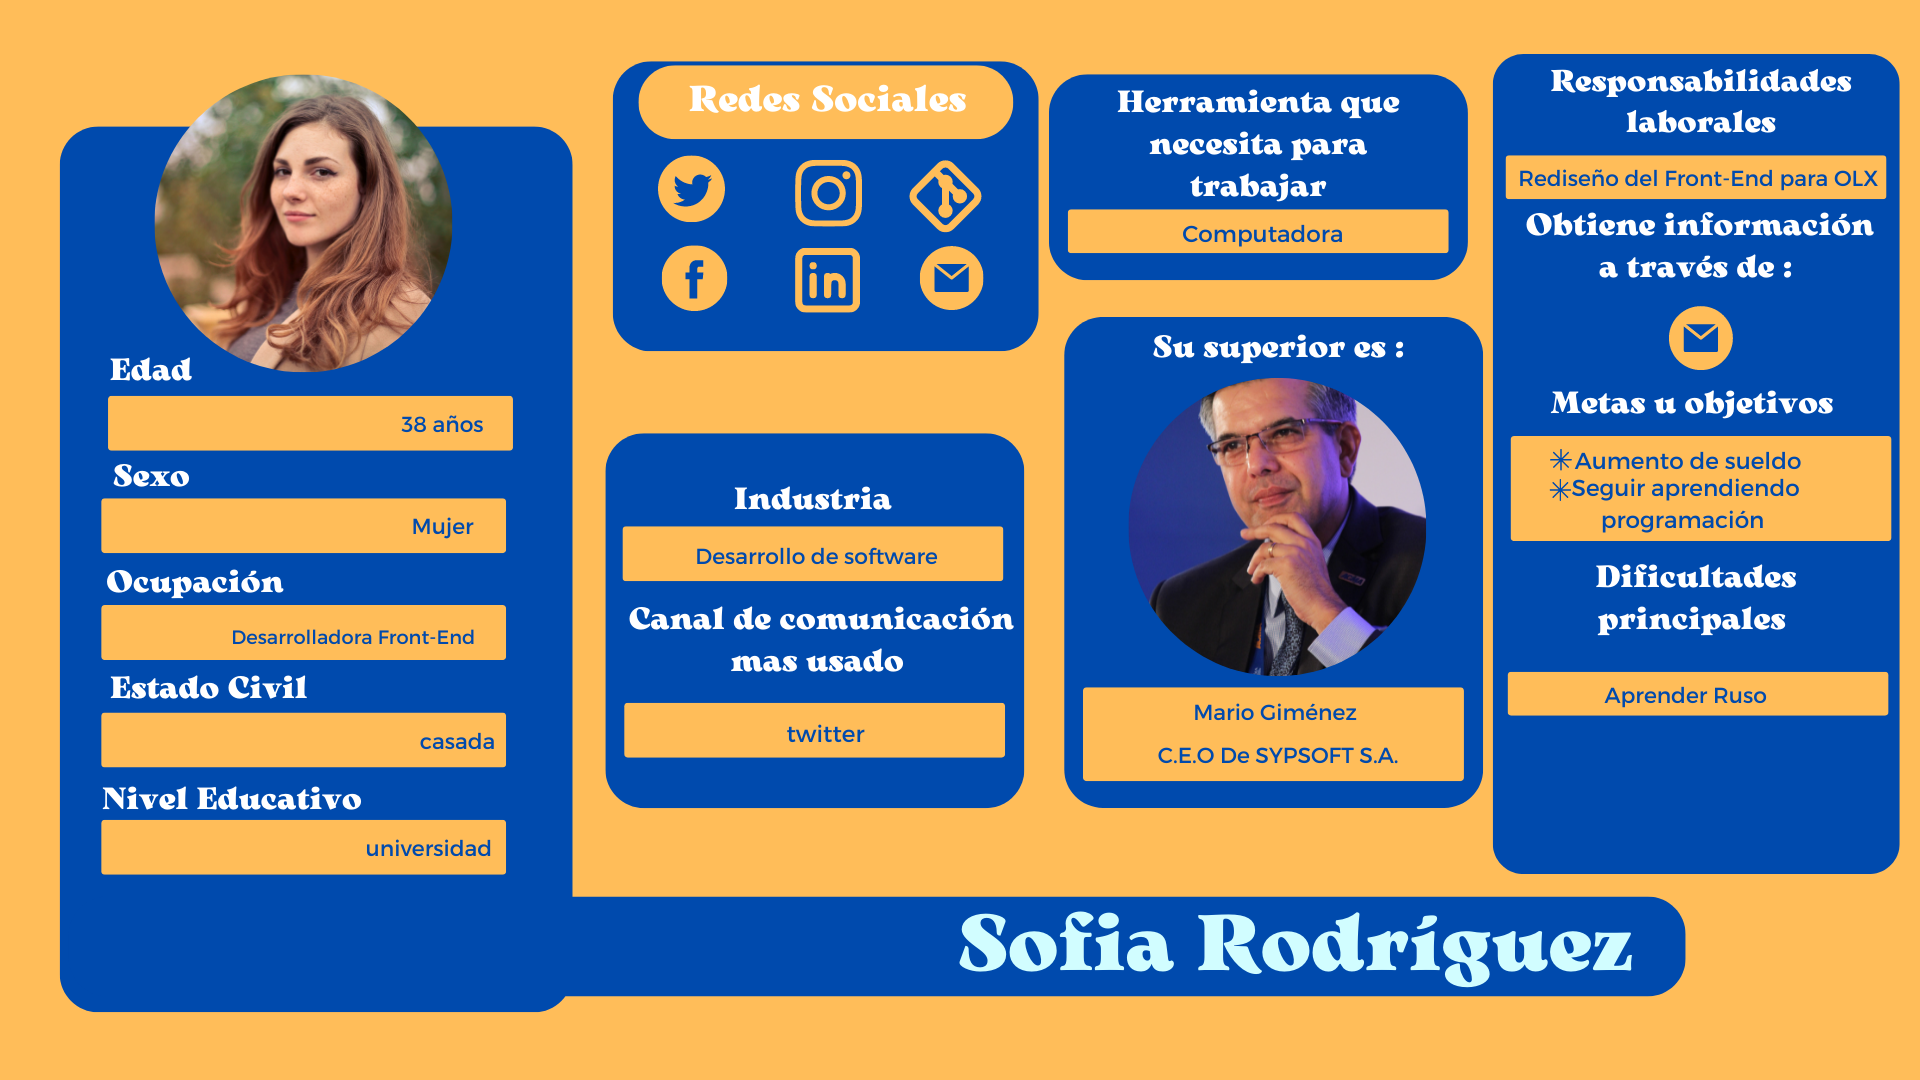 Edad
38 años
Sexo
Mujer
Ocupación
Desarrolladora Front-End
Estado Civil
casada
Nivel Educativo
universidad
Redes Sociales
in
Industria
Desarrollo de software
Canal de comunicación
mas usado
twitter
Herramienta que
necesita para
trabajar
Computadora
Su superior es :
Mario Giménez
C.E.O De SYPSOFT S.A.
Responsabilidades
laborales
Rediseño del Front-End para OLX
Obtiene información
a través de :
Metas u objetivos
Aumento de sueldo
Seguir aprendiendo
programación
Dificultades
principales
Aprender Ruso
Sofia Rodríguez